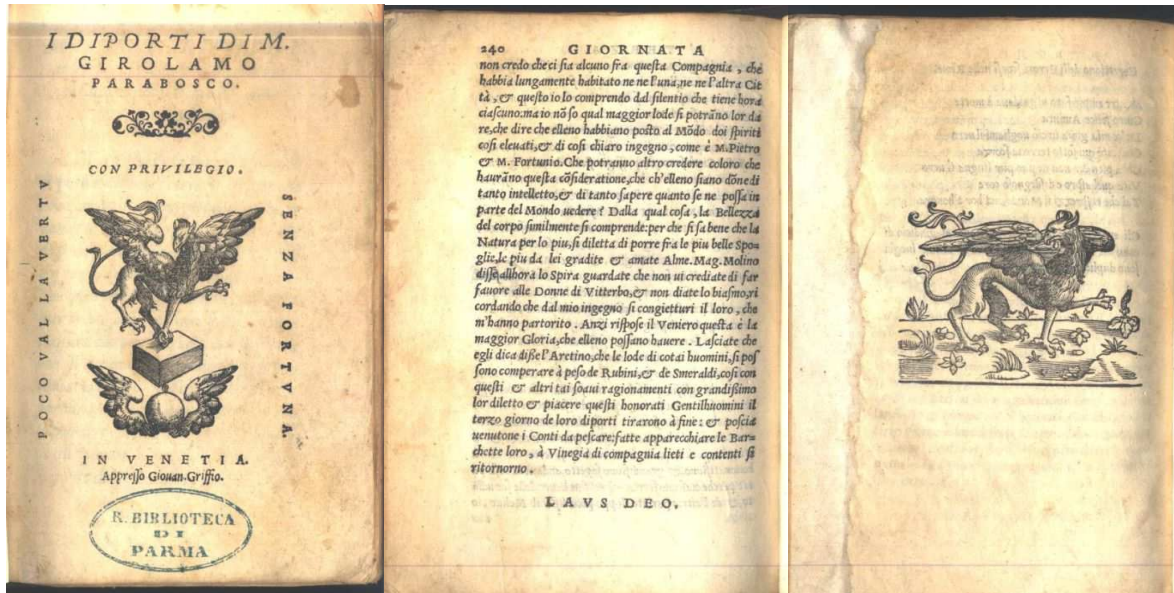 I DIPORTI DI M.
GIROLAMO
PARABOSCO.
CON PRIVILEGIO.
POCO VAL LA VERTV
SENZA FORTVNA.
IN VENETIA.
Appreſſo Giouan.Griffio.
R. BIBLIOTECA
DI
PARMA
240 GIORNATA
non credo che ci ſia alcuno fra queſta Compagnia, che
habbia lungamente habitato ne ne l'una, ne ne l'altra Cit
tà, & queſto io lo comprendo dal ſilentio che tiene hora
ciaſcuno: ma io nō ſo qual maggior lode ſi potrāno lor da
re, che dire che elleno habbiano poſto al Mōdo doi ſpiriti
coſi eleuati, & di coſi chiaro ingegno, come è M. Pietro
& M. Fortunio. Che potranno altro credere coloro che
haurāno queſta cōſideratione, che ch'elleno ſiano dōne di
tanto intelletto, & di tanto ſapere quanto ſe ne poſſa in
parte del Mondo uedere? Dalla qual coſa, la Bellezza
del corpo ſimilmente ſi comprende: per che ſi ſa bene che la
Natura per lo piu, ſi diletta di porre fra le piu belle Spo=
glie, le piu da lei gradite & amate Alme. Mag. Molino
diſſe allhora lo Spira guardate che non ui crediate di far
fauore alle Donne di Vitterbo, & non diate lo biaſmo, ri
cordando che dal mio ingegno ſi congietturi il loro, che
m'hanno partorito. Anzi riſpoſe il Veniero queſta è la
maggior Gloria, che elleno poſſano hauere. Laſciate che
egli dica diſſe l'Aretino, che le lode di cotai huomini, ſi poſ
ſono comperare à peſo de Rubini, & de Smeraldi, coſi con
queſti & altri tai ſoaui ragionamenti con grandiſſimo
lor diletto & piacere queſti honorati Gentilhuomini il
terzo giorno de loro diporti tirarono à fine: & poſcia
uenutone i Conti da peſcare: fatte apparecchiare le Bar=
chette loro, à Vinegia di compagnia lieti e contenti ſi
ritornorno.
LAVS DEO.